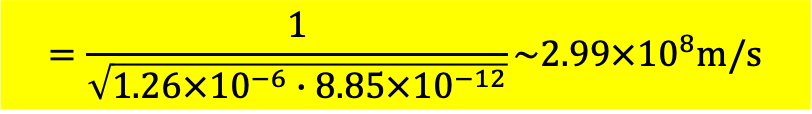 = 1 / √(1.26×10⁻⁶ · 8.85×10⁻¹²) ~2.99×10⁸m/s